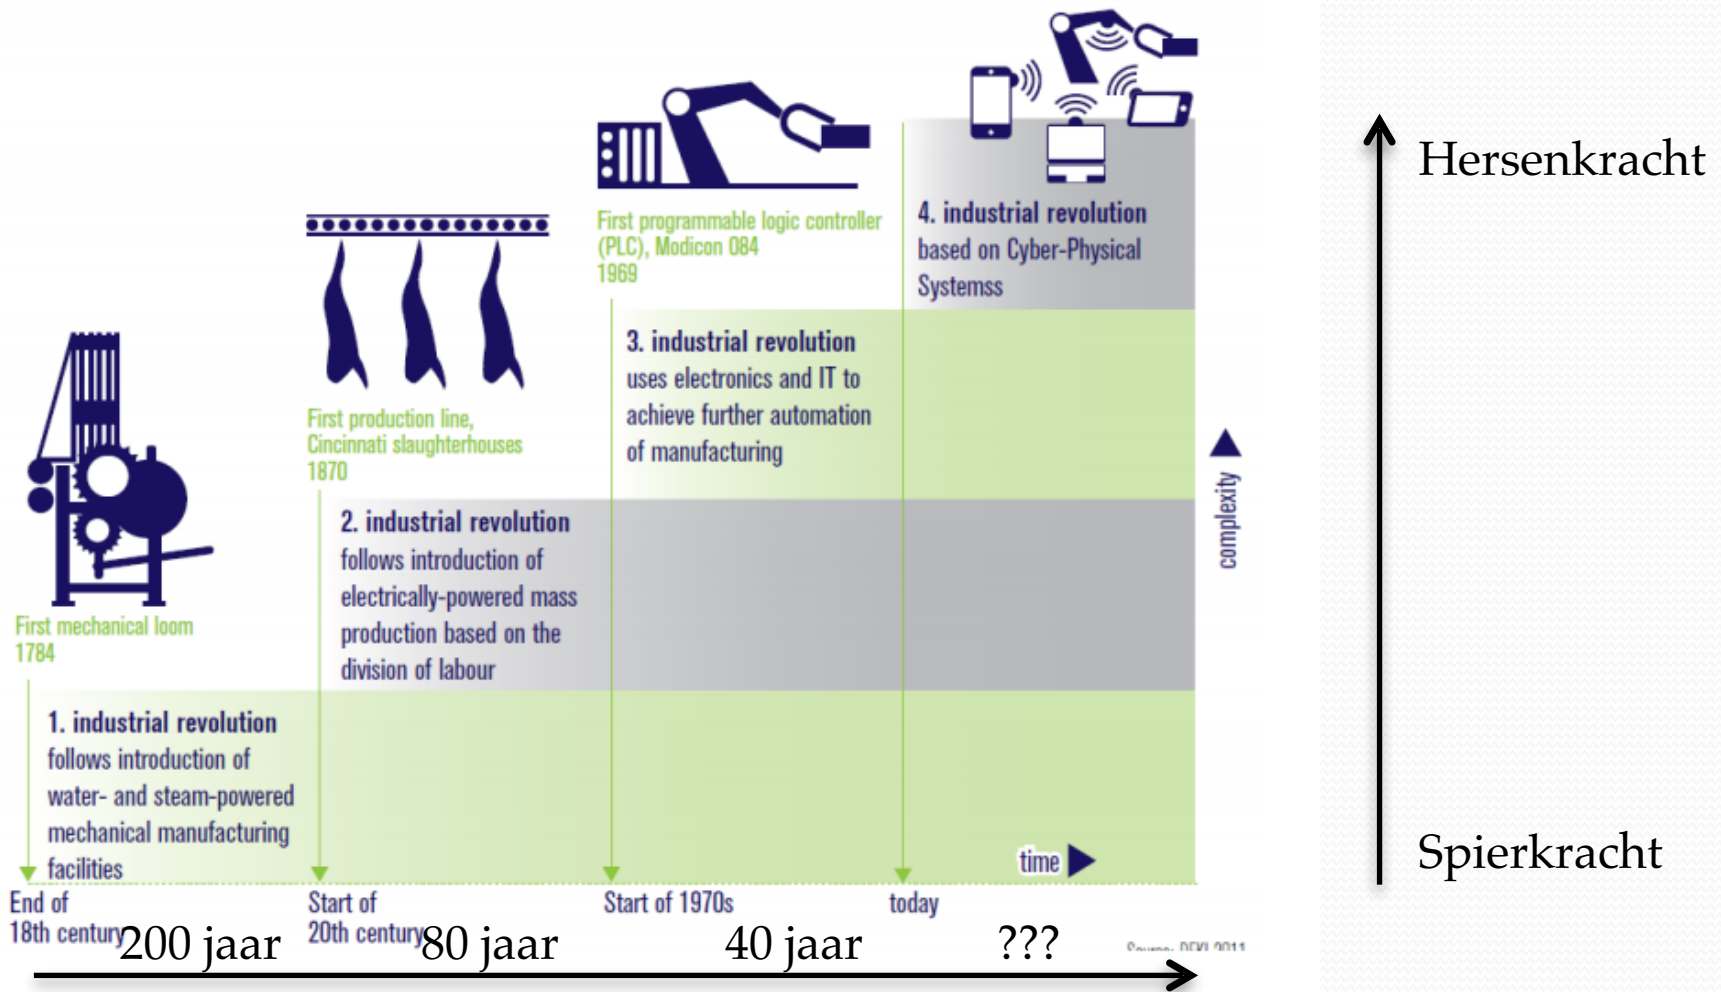 Hersenkracht
4. industrial revolution
based on Cyber-Physical
Systemss
First programmable logic controller
(PLC), Modicon 084
1969
3. industrial revolution
uses electronics and IT to
achieve further automation
of manufacturing
First production line,
Cincinnati slaughterhouses
1870
complexity
2. industrial revolution
follows introduction of
electrically-powered mass
production based on the
division of labour
First mechanical loom
1784
1. industrial revolution
follows introduction of
water- and steam-powered
mechanical manufacturing
facilities
time
Spierkracht
End of
18th century
Start of
20th century
Start of 1970s
today
200 jaar
80 jaar
40 jaar
???
Source: DFKI 2011